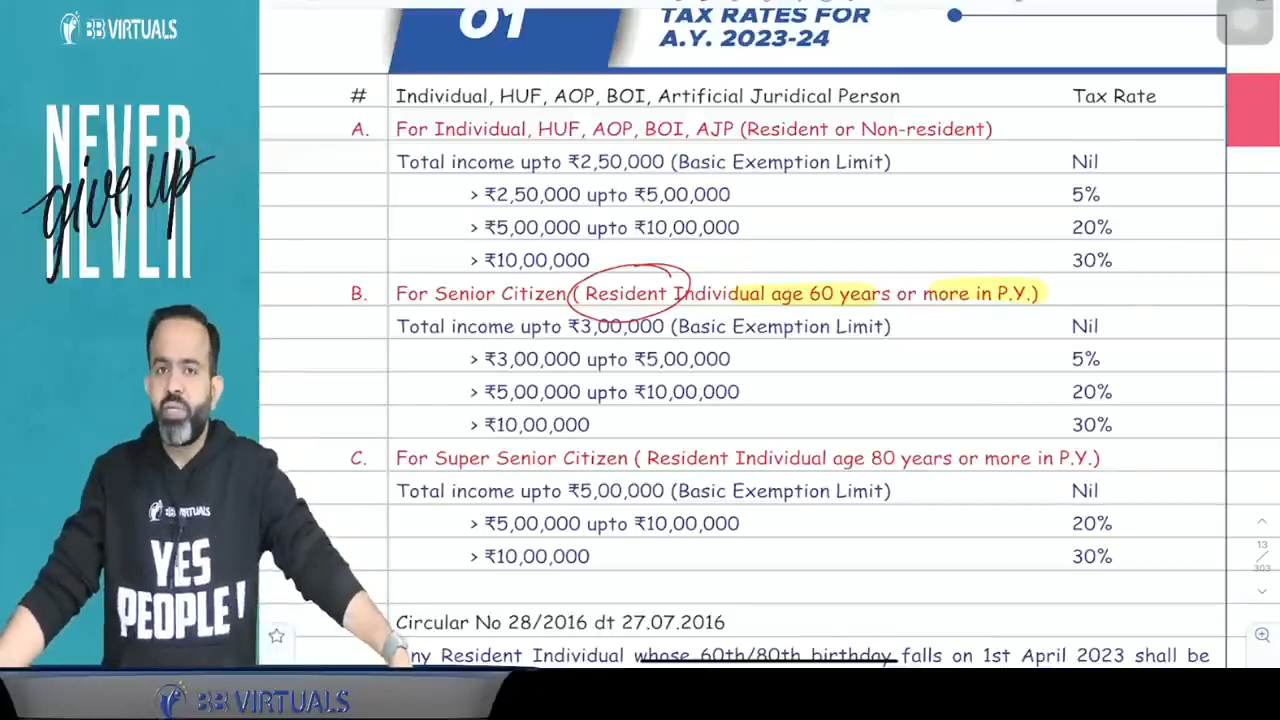 BB VIRTUALS
NEVER
give up
NEVER
01
TAX RATES FOR
A.Y. 2023-24
# Individual, HUF, AOP, BOI, Artificial Juridical Person Tax Rate
A. For Individual, HUF, AOP, BOI, AJP (Resident or Non-resident)
Total income upto ₹2,50,000 (Basic Exemption Limit) Nil
> ₹2,50,000 upto ₹5,00,000 5%
> ₹5,00,000 upto ₹10,00,000 20%
> ₹10,00,000 30%
B. For Senior Citizen ( Resident Individual age 60 years or more in P.Y.)
Total income upto ₹3,00,000 (Basic Exemption Limit) Nil
> ₹3,00,000 upto ₹5,00,000 5%
> ₹5,00,000 upto ₹10,00,000 20%
> ₹10,00,000 30%
C. For Super Senior Citizen ( Resident Individual age 80 years or more in P.Y.)
Total income upto ₹5,00,000 (Basic Exemption Limit) Nil
> ₹5,00,000 upto ₹10,00,000 20%
> ₹10,00,000 30%
Circular No 28/2016 dt 27.07.2016
ny Resident Individual whose 60th/80th birthday falls on 1st April 2023 shall be
13
303
BB VIRTUALS
YES
PEOPLE!
BB VIRTUALS